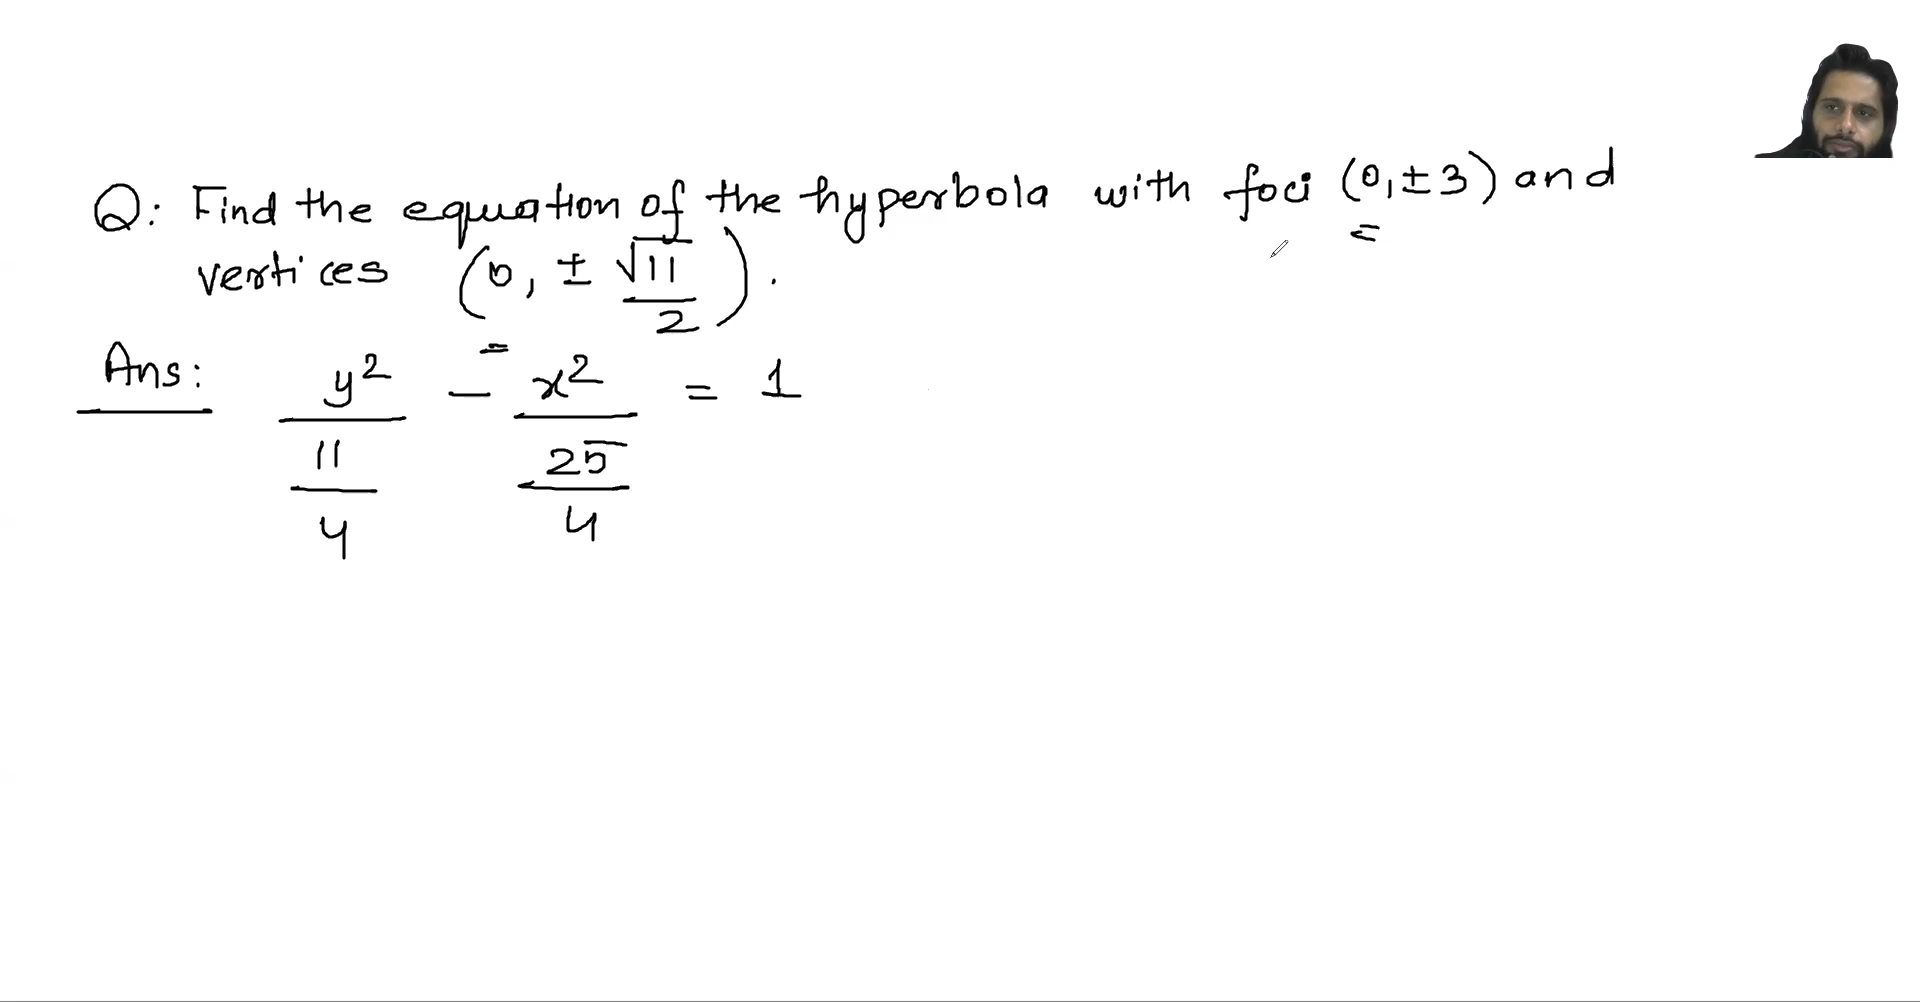 Q: Find the equation of the hyperbola with foci (0, ±3) and
vertices (0, ± √11/2).
Ans: y²/(11/4) − x²/(25/4) = 1